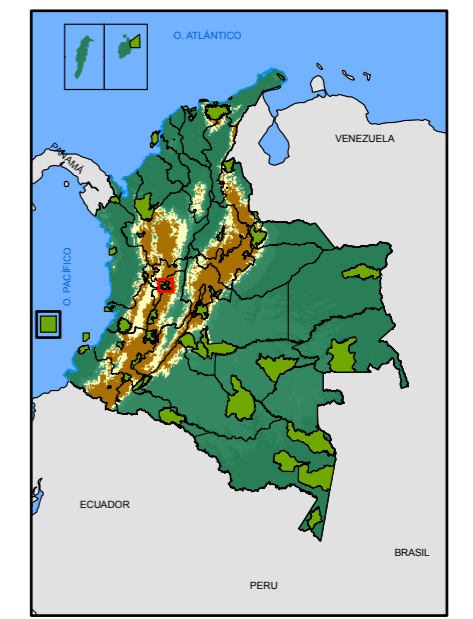 O. ATLÁNTICO
VENEZUELA
PANAMÁ
O. PACÍFICO
ECUADOR
BRASIL
PERU